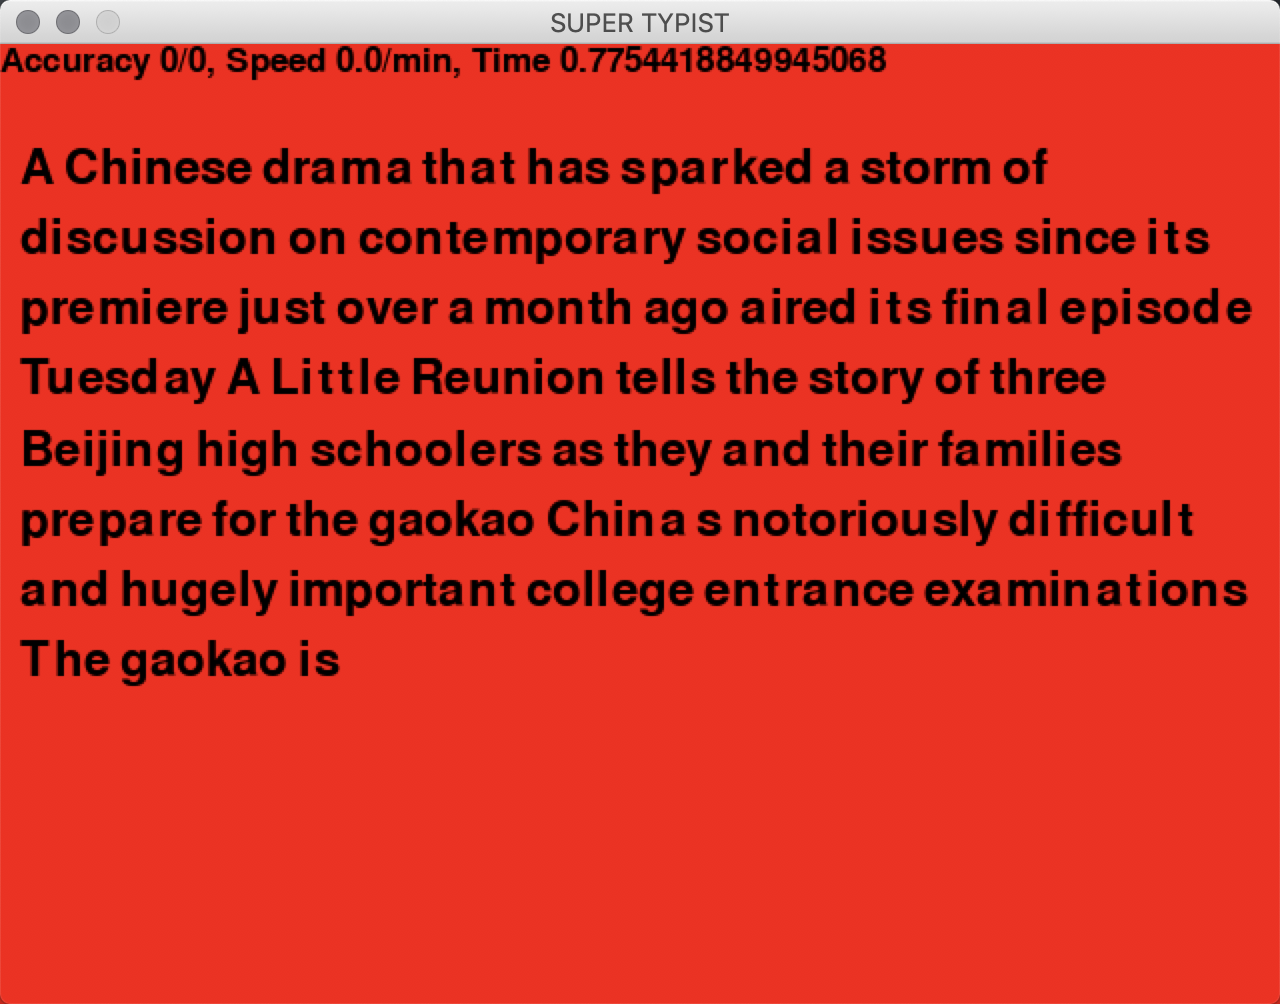 SUPER TYPIST
Accuracy 0/0, Speed 0.0/min, Time 0.7754418849945068
A Chinese drama that has sparked a storm of
discussion on contemporary social issues since its
premiere just over a month ago aired its final episode
Tuesday A Little Reunion tells the story of three
Beijing high schoolers as they and their families
prepare for the gaokao China s notoriously difficult
and hugely important college entrance examinations
The gaokao is